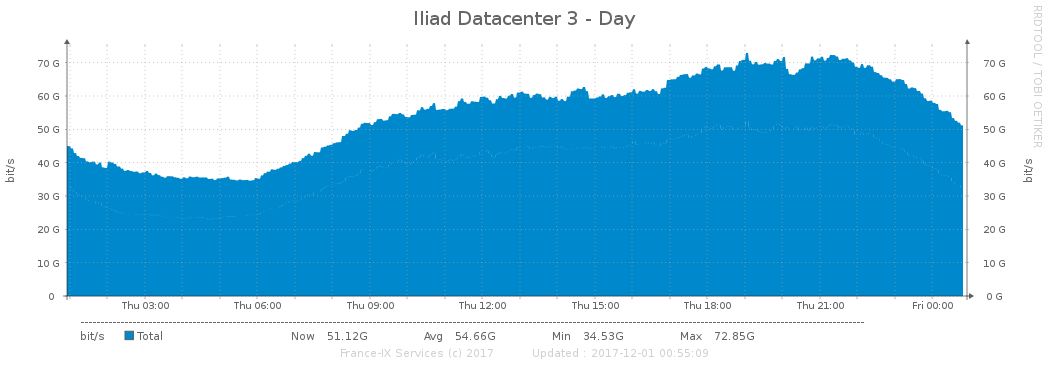 Iliad Datacenter 3 - Day
RRDTOOL / TOBI OETIKER
bit/s
70 G
60 G
50 G
40 G
30 G
20 G
10 G
0
70 G
60 G
50 G
40 G
30 G
20 G
10 G
0 G
bit/s
Thu 03:00 Thu 06:00 Thu 09:00 Thu 12:00 Thu 15:00 Thu 18:00 Thu 21:00 Fri 00:00
bit/s Total Now 51.12G Avg 54.66G Min 34.53G Max 72.85G
France-IX Services (c) 2017 Updated : 2017-12-01 00:55:09